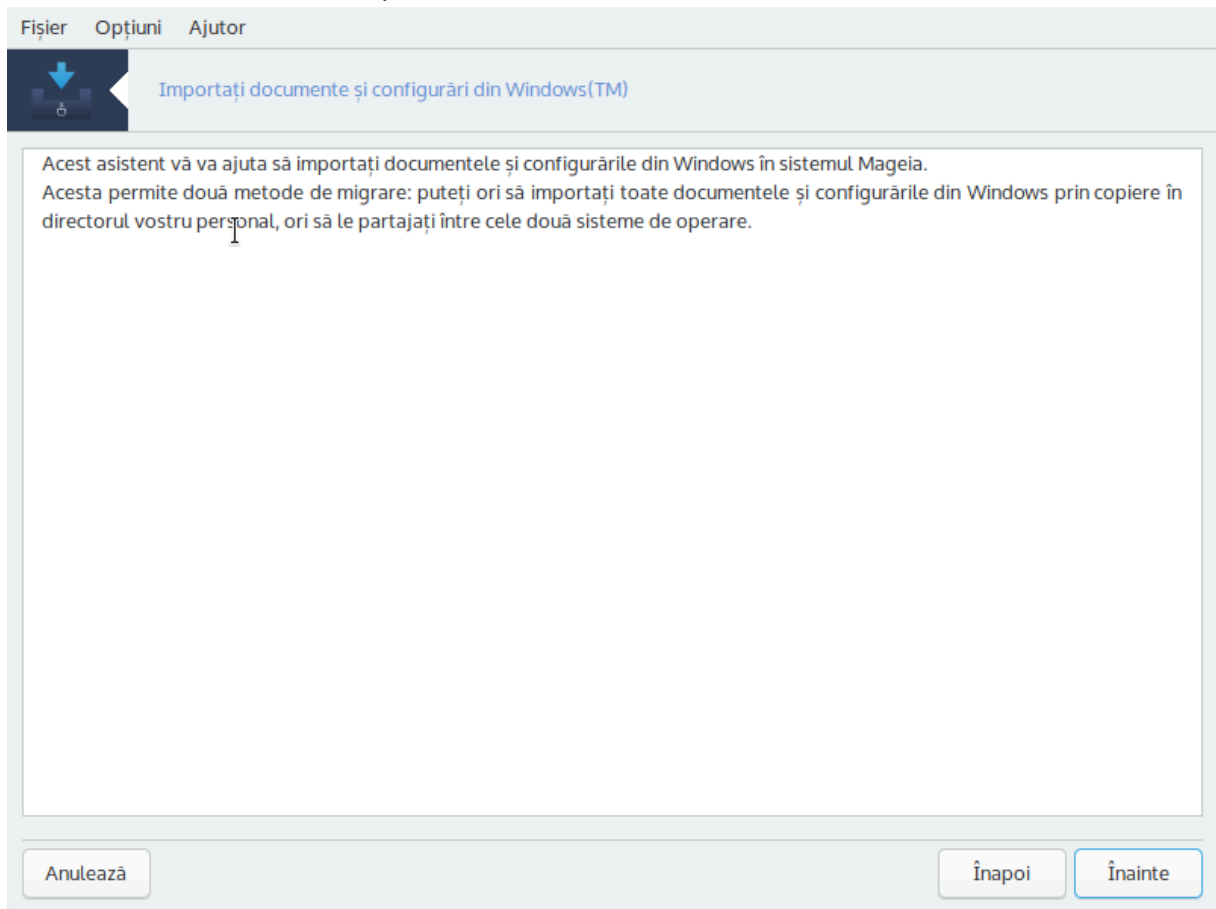 Fișier Opțiuni Ajutor
Importați documente și configurări din Windows(TM)
Acest asistent vă va ajuta să importați documentele și configurările din Windows în sistemul Mageia.
Acesta permite două metode de migrare: puteți ori să importați toate documentele și configurările din Windows prin copiere în
directorul vostru personal, ori să le partajați între cele două sisteme de operare.
Anulează Înapoi Înainte